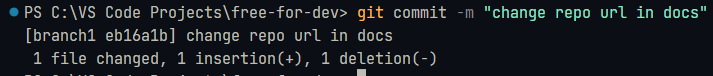 PS C:\VS Code Projects\free-for-dev> git commit -m "change repo url in docs"
[branch1 eb16a1b] change repo url in docs
1 file changed, 1 insertion(+), 1 deletion(-)